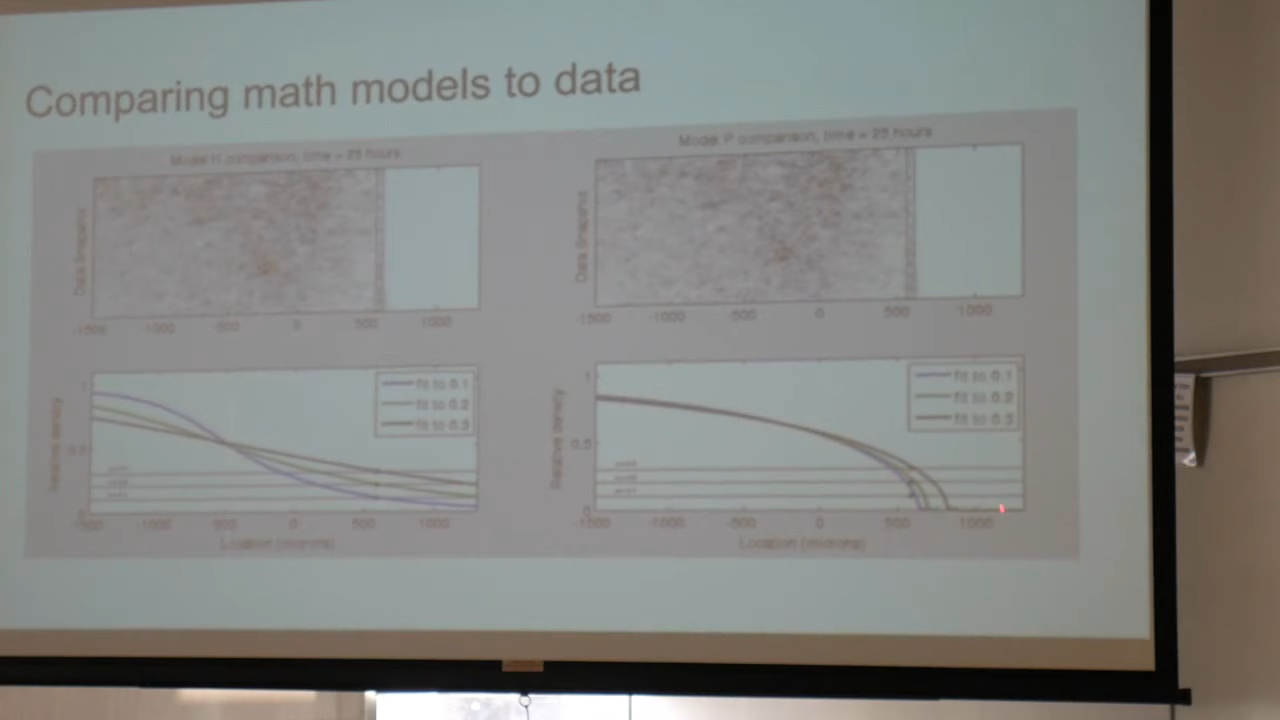 Comparing math models to data
Model H comparison, time = 25 hours
Data Snapshot
-1500 -1000 -500 0 500 1000
Model P comparison, time = 25 hours
Data Snapshot
-1500 -1000 -500 0 500 1000
fit to 0.1
fit to 0.2
fit to 0.3
Relative density
1
0.5
0
-1500 -1000 -500 0 500 1000
Location (microns)
fit to 0.1
fit to 0.2
fit to 0.3
Relative density
1
0.5
0
-1500 -1000 -500 0 500 1000
Location (microns)